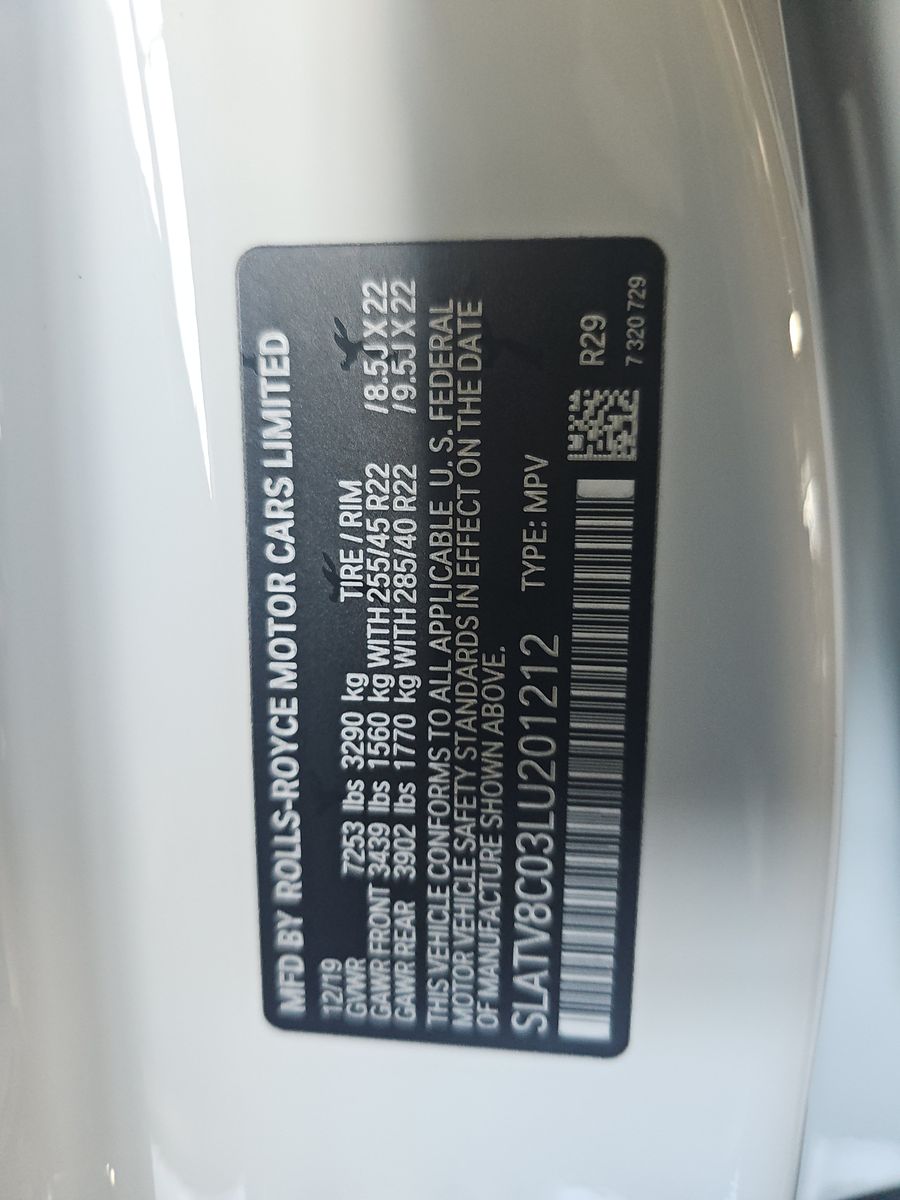 MFD BY ROLLS-ROYCE MOTOR CARS LIMITED
12/19
GVWR 7253 lbs 3290 kg TIRE / RIM
GAWR FRONT 3439 lbs 1560 kg WITH 255/45 R22 / 8.5J X 22
GAWR REAR 3902 lbs 1770 kg WITH 285/40 R22 / 9.5J X 22
THIS VEHICLE CONFORMS TO ALL APPLICABLE U. S. FEDERAL
MOTOR VEHICLE SAFETY STANDARDS IN EFFECT ON THE DATE
OF MANUFACTURE SHOWN ABOVE.
SLATV8C03LU201212 TYPE: MPV
R29
7 320 729